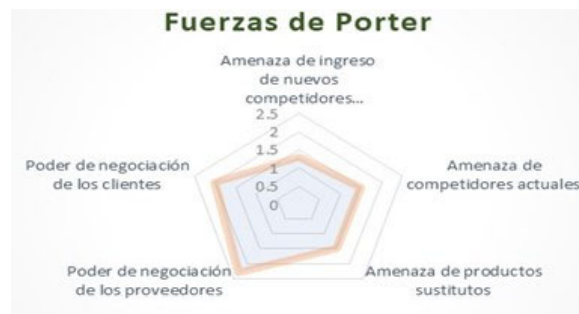 Fuerzas de Porter
Amenaza de ingreso
de nuevos
competidores...
2.5
2
1.5
1
0.5
0
Poder de negociación
de los clientes
Amenaza de
competidores actuales
Poder de negociación
de los proveedores
Amenaza de productos
sustitutos